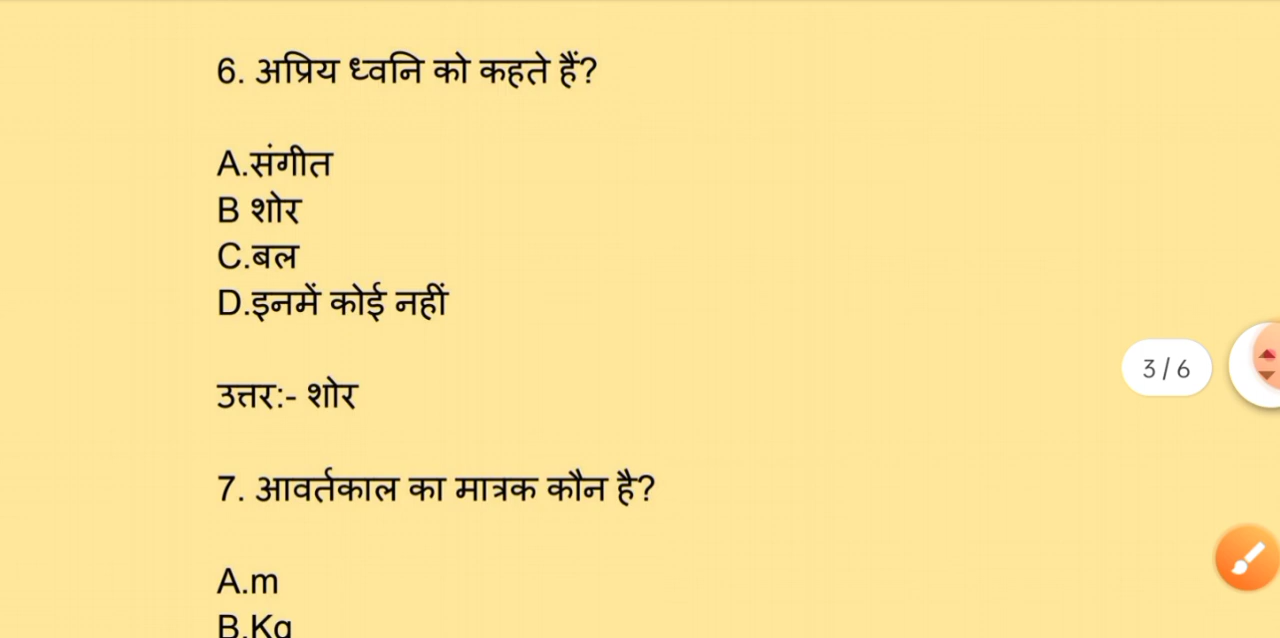 6. अप्रिय ध्वनि को कहते हैं?
A.संगीत
B शोर
C.बल
D.इनमें कोई नहीं
उत्तर:- शोर
3 / 6
7. आवर्तकाल का मात्रक कौन है?
A.m
B.Kg